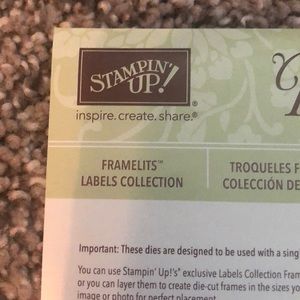 STAMPIN'
UP!®
inspire.create.share.®
FRAMELITS™
LABELS COLLECTION
TROQUELES
COLECCIÓN DE
Important: These dies are designed to be used with a sing
You can use Stampin' Up!'s® exclusive Labels Collection Fram
or you can layer them to create die-cut frames in the sizes yo
image or photo for perfect placement.